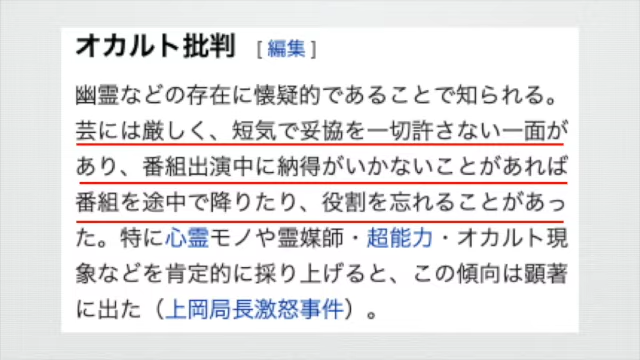 オカルト批判 [編集]
幽霊などの存在に懐疑的であることで知られる。
芸には厳しく、短気で妥協を一切許さない一面が
あり、番組出演中に納得がいかないことがあれば
番組を途中で降りたり、役割を忘れることがあっ
た。特に心霊モノや霊媒師・超能力・オカルト現
象などを肯定的に採り上げると、この傾向は顕著
に出た（上岡局長激怒事件）。